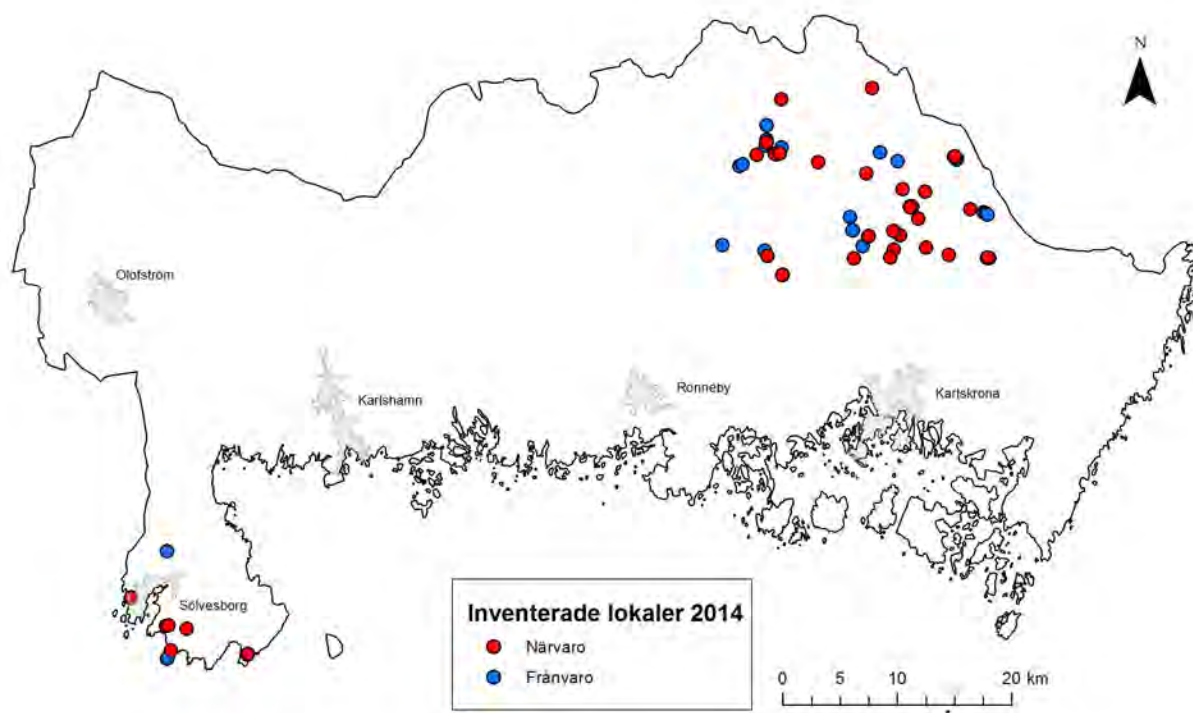 N
Olofström
Karlshamn
Ronneby
Karlskrona
Sölvesborg
Inventerade lokaler 2014
Närvaro
Frånvaro
0 5 10 20 km